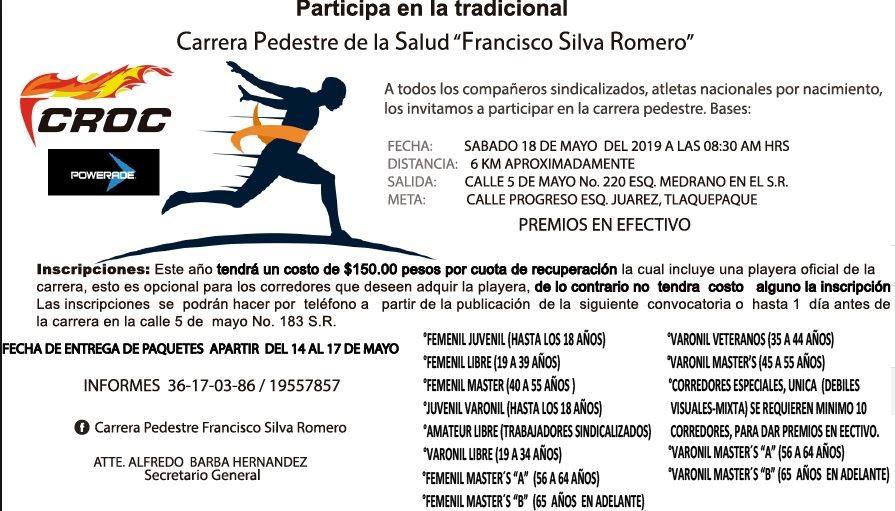 Participa en la tradicional
Carrera Pedestre de la Salud “Francisco Silva Romero”
CROC
POWERADE
A todos los compañeros sindicalizados, atletas nacionales por nacimiento,
los invitamos a participar en la carrera pedestre. Bases:
FECHA: SABADO 18 DE MAYO DEL 2019 A LAS 08:30 AM HRS
DISTANCIA: 6 KM APROXIMADAMENTE
SALIDA: CALLE 5 DE MAYO No. 220 ESQ. MEDRANO EN EL S.R.
META: CALLE PROGRESO ESQ. JUAREZ, TLAQUEPAQUE
PREMIOS EN EFECTIVO
Inscripciones: Este año tendrá un costo de $150.00 pesos por cuota de recuperación la cual incluye una playera oficial de la
carrera, esto es opcional para los corredores que deseen adquir la playera, de lo contrario no tendra costo alguno la inscripción
Las inscripciones se podrán hacer por teléfono a partir de la publicación de la siguiente convocatoria o hasta 1 día antes de
la carrera en la calle 5 de mayo No. 183 S.R.
FECHA DE ENTREGA DE PAQUETES APARTIR DEL 14 AL 17 DE MAYO
INFORMES 36-17-03-86 / 19557857
Carrera Pedestre Francisco Silva Romero
ATTE. ALFREDO BARBA HERNANDEZ
Secretario General
°FEMENIL JUVENIL (HASTA LOS 18 AÑOS)
°FEMENIL LIBRE (19 A 39 AÑOS)
°FEMENIL MASTER (40 A 55 AÑOS )
°JUVENIL VARONIL (HASTA LOS 18 AÑOS)
°AMATEUR LIBRE (TRABAJADORES SINDICALIZADOS)
°VARONIL LIBRE (19 A 34 AÑOS)
°FEMENIL MASTER´S “A” (56 A 64 AÑOS)
°FEMENIL MASTER´S “B” (65 AÑOS EN ADELANTE)
°VARONIL VETERANOS (35 A 44 AÑOS)
°VARONIL MASTER’S (45 A 55 AÑOS)
°CORREDORES ESPECIALES, UNICA (DEBILES
VISUALES-MIXTA) SE REQUIEREN MINIMO 10
CORREDORES, PARA DAR PREMIOS EN EECTIVO.
°VARONIL MASTER´S “A” (56 A 64 AÑOS)
°VARONIL MASTER´S “B” (65 AÑOS EN ADELANTE)